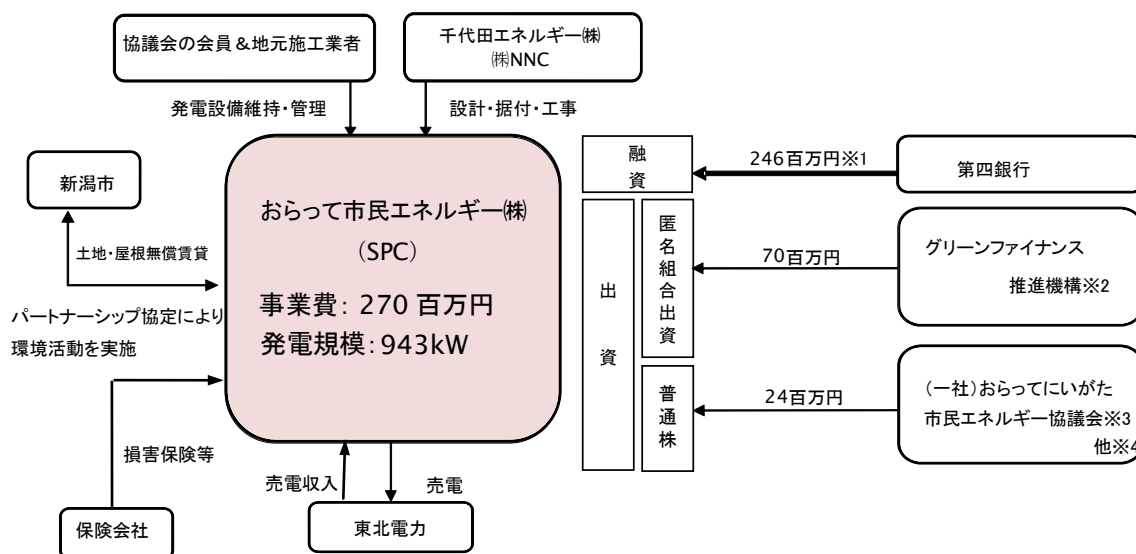 協議会の会員&地元施工業者
千代田エネルギー㈱
㈱NNC
発電設備維持・管理
設計・据付・工事
新潟市
土地・屋根無償賃貸
パートナーシップ協定により
環境活動を実施
おらって市民エネルギー㈱
(SPC)
事業費: 270 百万円
発電規模:943kW
融資
出資
匿名組合出資
普通株
246百万円※1
第四銀行
70百万円
グリーンファイナンス
推進機構※2
24百万円
(一社)おらってにいがた
市民エネルギー協議会※3
他※4
損害保険等
保険会社
売電収入
売電
東北電力